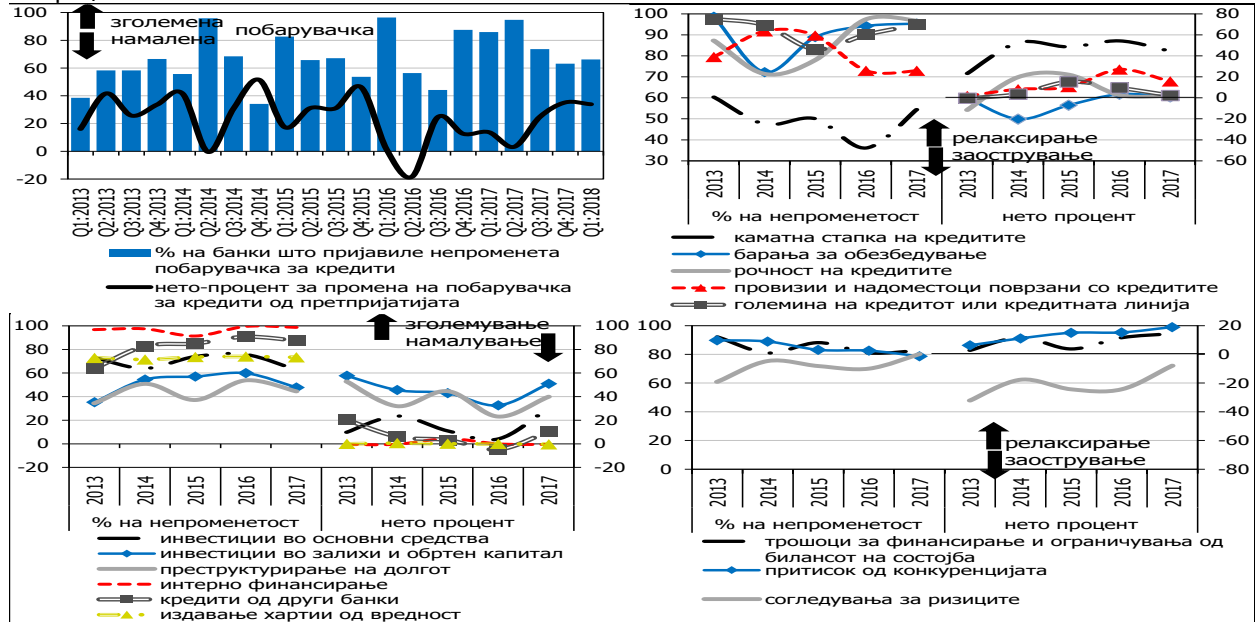 зголемена
намалена побарувачка
100
80
60
40
20
0
-20
Q1:2013
Q2:2013
Q3:2013
Q4:2013
Q1:2014
Q2:2014
Q3:2014
Q4:2014
Q1:2015
Q2:2015
Q3:2015
Q4:2015
Q1:2016
Q2:2016
Q3:2016
Q4:2016
Q1:2017
Q2:2017
Q3:2017
Q4:2017
Q1:2018
% на банки што пријавиле непроменета
побарувачка за кредити
нето-процент за промена на побарувачка
за кредити од претпријатијата
100
90
80
70
60
50
40
30
80
60
40
20
0
-20
-40
-60
релаксирање
заострување
2013
2014
2015
2016
2017
2013
2014
2015
2016
2017
% на непроменетост
нето процент
каматна стапка на кредитите
барања за обезбедување
рочност на кредитите
провизии и надоместоци поврзани со кредитите
големина на кредитот или кредитната линија
100
80
60
40
20
0
-20
100
80
60
40
20
0
-20
зголемување
намалување
2013
2014
2015
2016
2017
2013
2014
2015
2016
2017
% на непроменетост
нето процент
инвестиции во основни средства
инвестиции во залихи и обртен капитал
преструктурирање на долгот
интерно финансирање
кредити од други банки
издавање хартии од вредност
100
80
60
40
20
0
20
0
-20
-40
-60
-80
релаксирање
заострување
2013
2014
2015
2016
2017
2013
2014
2015
2016
2017
% на непроменетост
нето процент
трошоци за финансирање и ограничувања од
билансот на состојба
притисок од конкуренцијата
согледувања за ризиците